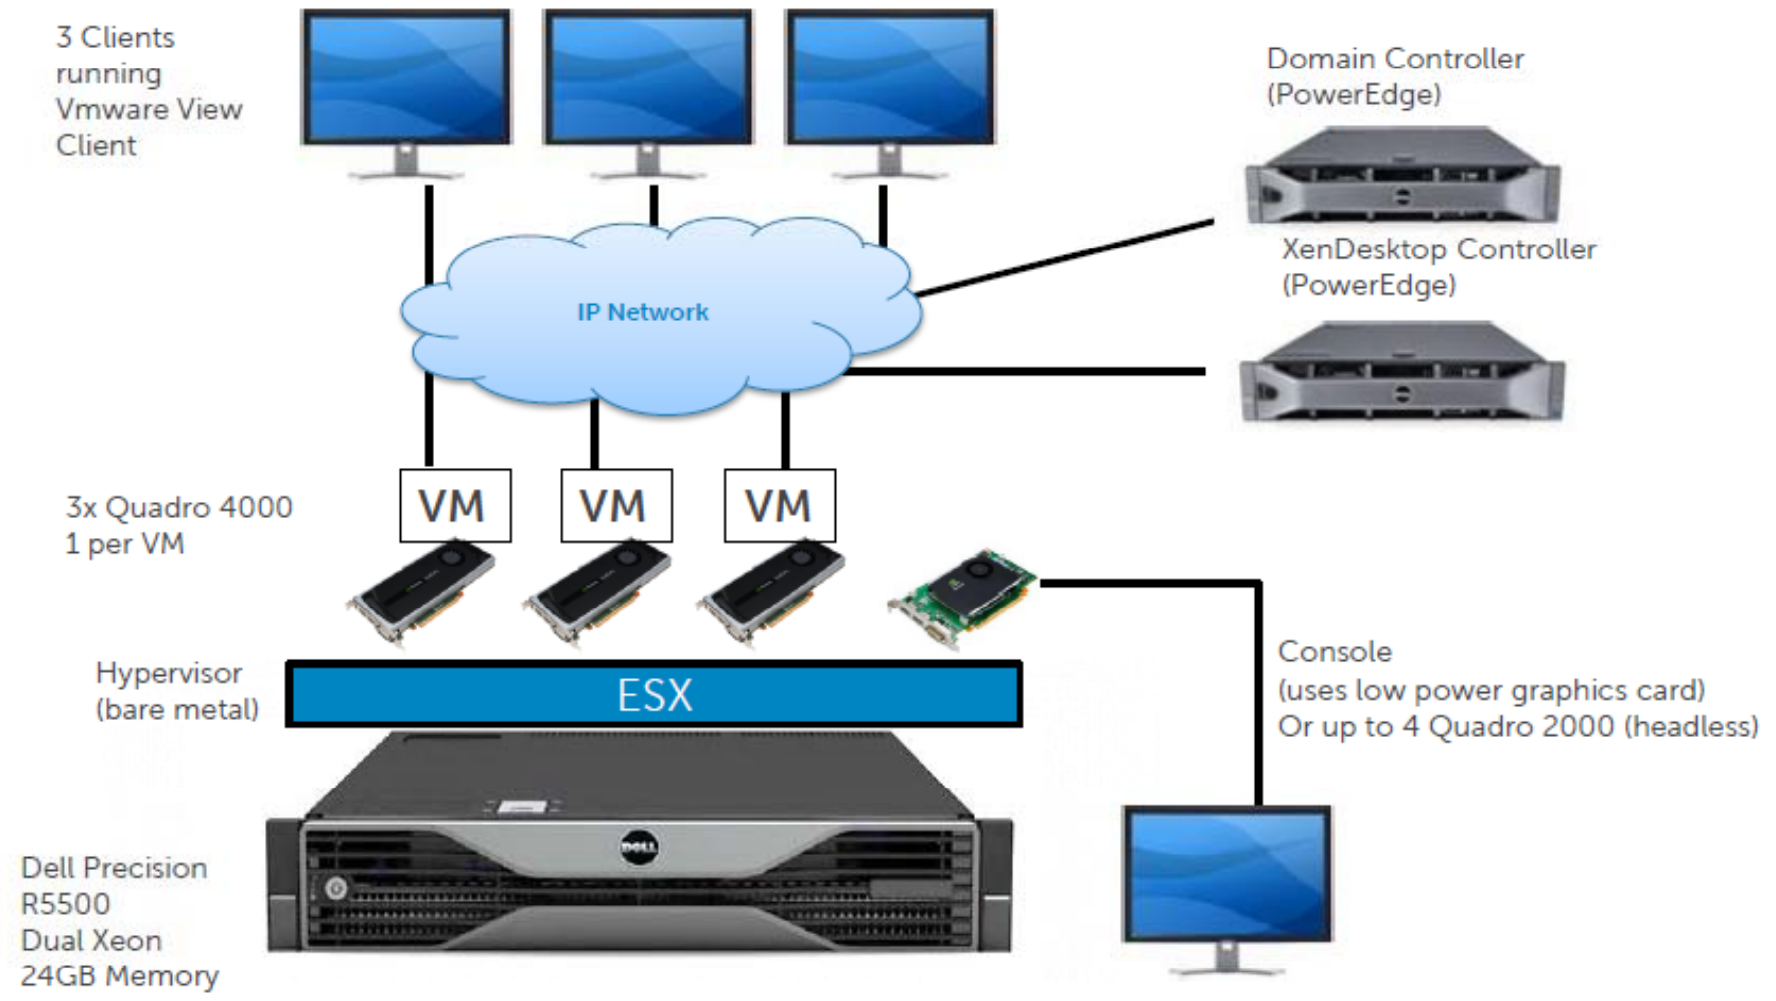 3 Clients
running
Vmware View
Client
Domain Controller
(PowerEdge)
XenDesktop Controller
(PowerEdge)
IP Network
3x Quadro 4000
1 per VM
VM
VM
VM
Hypervisor
(bare metal)
ESX
Console
(uses low power graphics card)
Or up to 4 Quadro 2000 (headless)
DELL
Dell Precision
R5500
Dual Xeon
24GB Memory